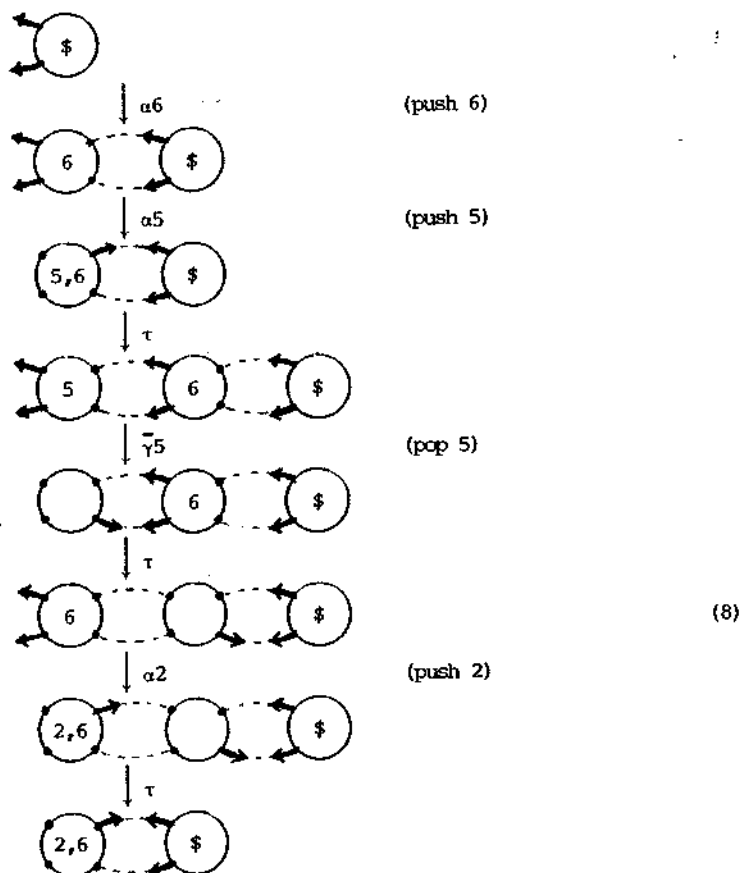 $
α6 (push 6)
6 $
α5 (push 5)
5,6 $
τ
5 6 $
γ̄5 (pop 5)
6 $
τ
6 $ (8)
α2 (push 2)
2,6 $
τ
2,6 $